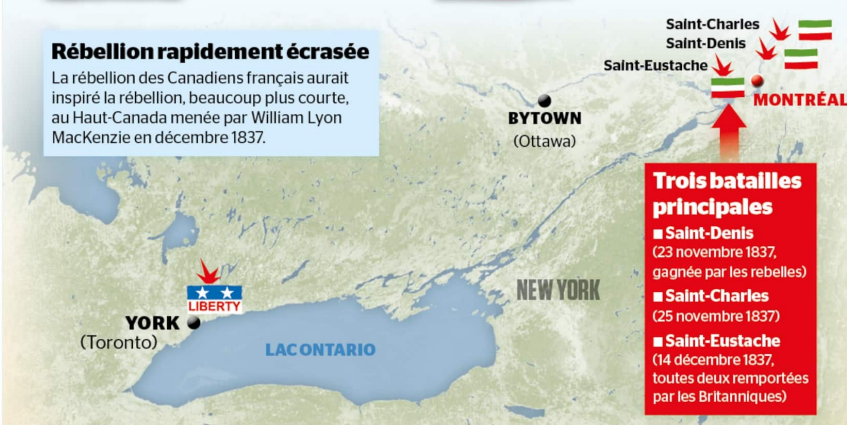 Rébellion rapidement écrasée
La rébellion des Canadiens français aurait
inspiré la rébellion, beaucoup plus courte,
au Haut-Canada menée par William Lyon
MacKenzie en décembre 1837.
Saint-Charles
Saint-Denis
Saint-Eustache
MONTRÉAL
BYTOWN
(Ottawa)
Trois batailles
principales
■ Saint-Denis
(23 novembre 1837,
gagnée par les rebelles)
■ Saint-Charles
(25 novembre 1837)
■ Saint-Eustache
(14 décembre 1837,
toutes deux remportées
par les Britanniques)
NEW YORK
LIBERTY
YORK
(Toronto)
LAC ONTARIO